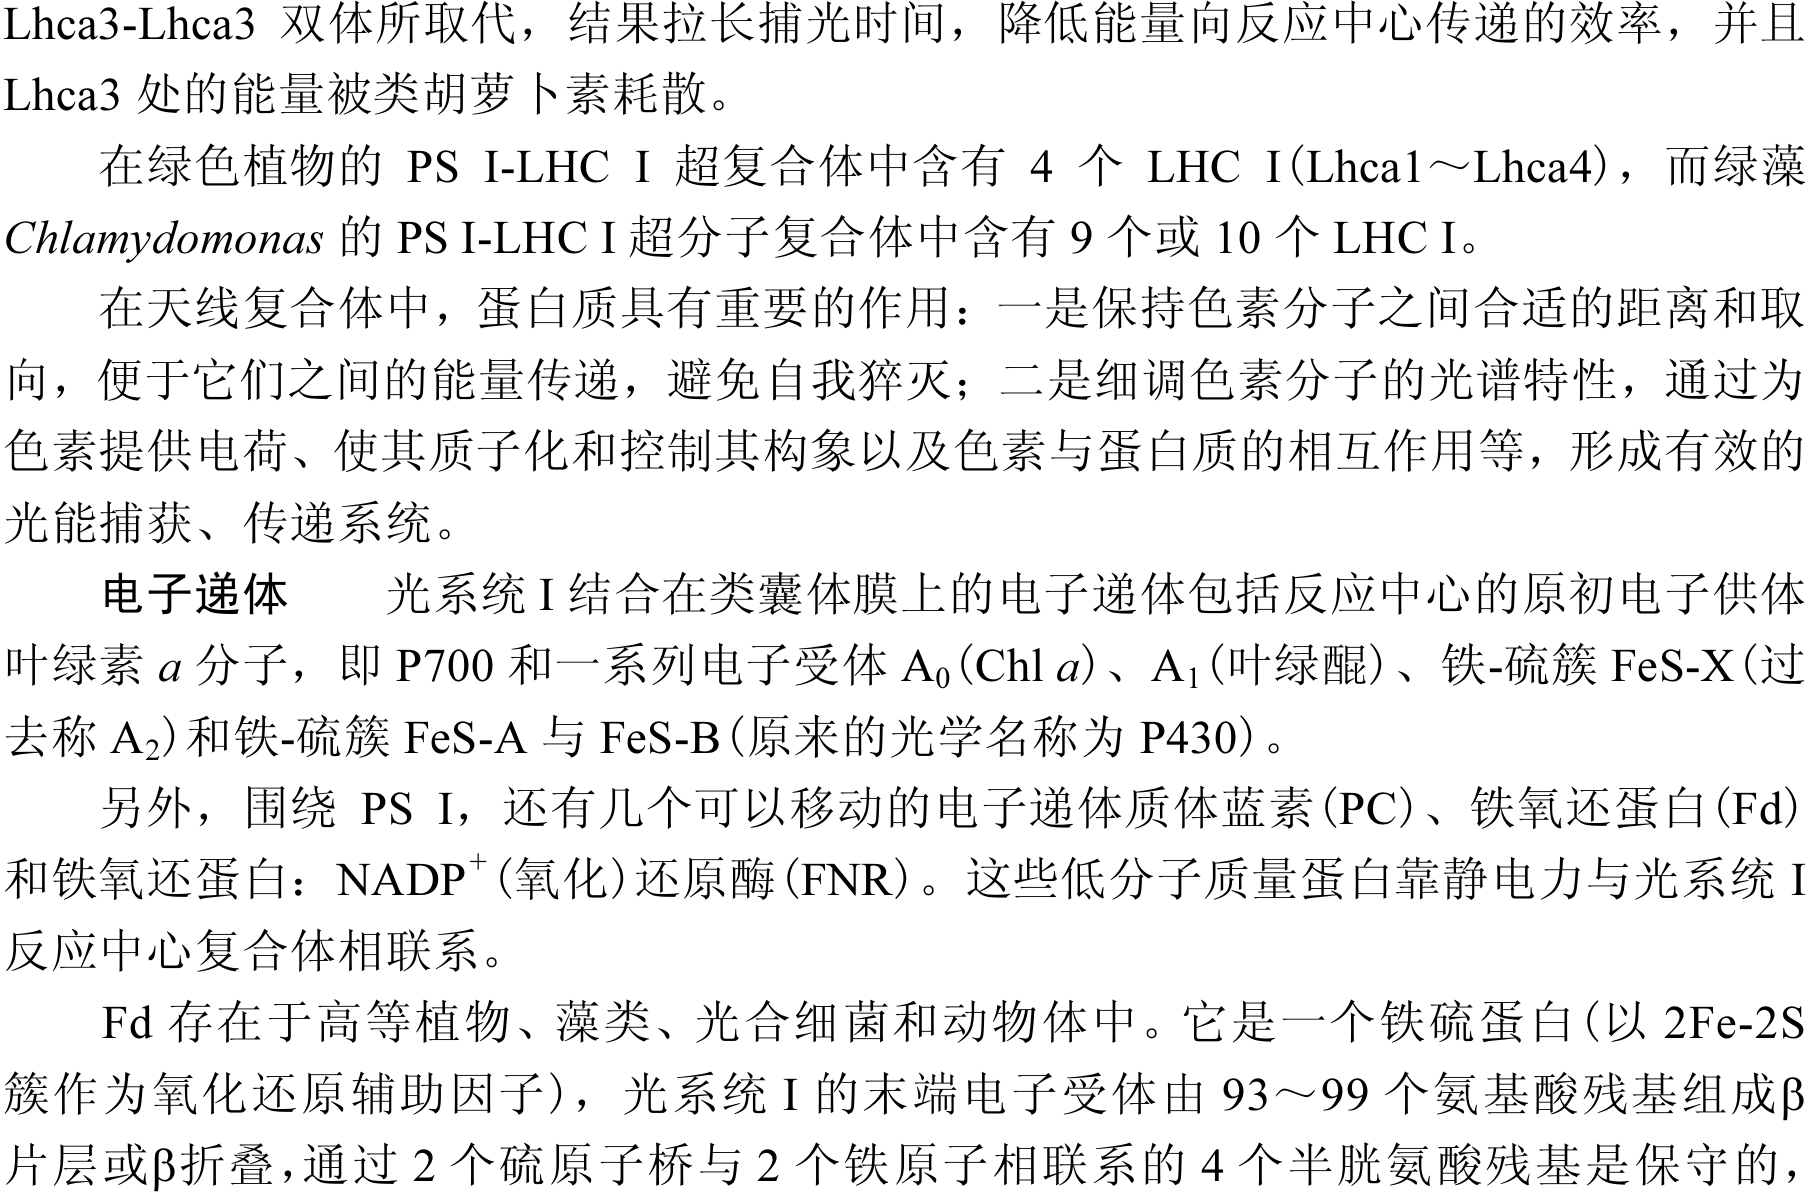 Lhca3-Lhca3 双体所取代，结果拉长捕光时间，降低能量向反应中心传递的效率，并且
Lhca3 处的能量被类胡萝卜素耗散。
在绿色植物的 PS I-LHC I 超复合体中含有 4 个 LHC I(Lhca1～Lhca4)，而绿藻
Chlamydomonas 的 PS I-LHC I 超分子复合体中含有 9 个或 10 个 LHC I。
在天线复合体中，蛋白质具有重要的作用：一是保持色素分子之间合适的距离和取
向，便于它们之间的能量传递，避免自我猝灭；二是细调色素分子的光谱特性，通过为
色素提供电荷、使其质子化和控制其构象以及色素与蛋白质的相互作用等，形成有效的
光能捕获、传递系统。
电子递体　　光系统 I 结合在类囊体膜上的电子递体包括反应中心的原初电子供体
叶绿素 a 分子，即 P700 和一系列电子受体 A₀(Chl a)、A₁(叶绿醌)、铁-硫簇 FeS-X(过
去称 A₂)和铁-硫簇 FeS-A 与 FeS-B(原来的光学名称为 P430)。
另外，围绕 PS I，还有几个可以移动的电子递体质体蓝素(PC)、铁氧还蛋白(Fd)
和铁氧还蛋白：NADP⁺(氧化)还原酶(FNR)。这些低分子质量蛋白靠静电力与光系统 I
反应中心复合体相联系。
Fd 存在于高等植物、藻类、光合细菌和动物体中。它是一个铁硫蛋白(以 2Fe-2S
簇作为氧化还原辅助因子)，光系统 I 的末端电子受体由 93～99 个氨基酸残基组成β
片层或β折叠，通过 2 个硫原子桥与 2 个铁原子相联系的 4 个半胱氨酸残基是保守的，